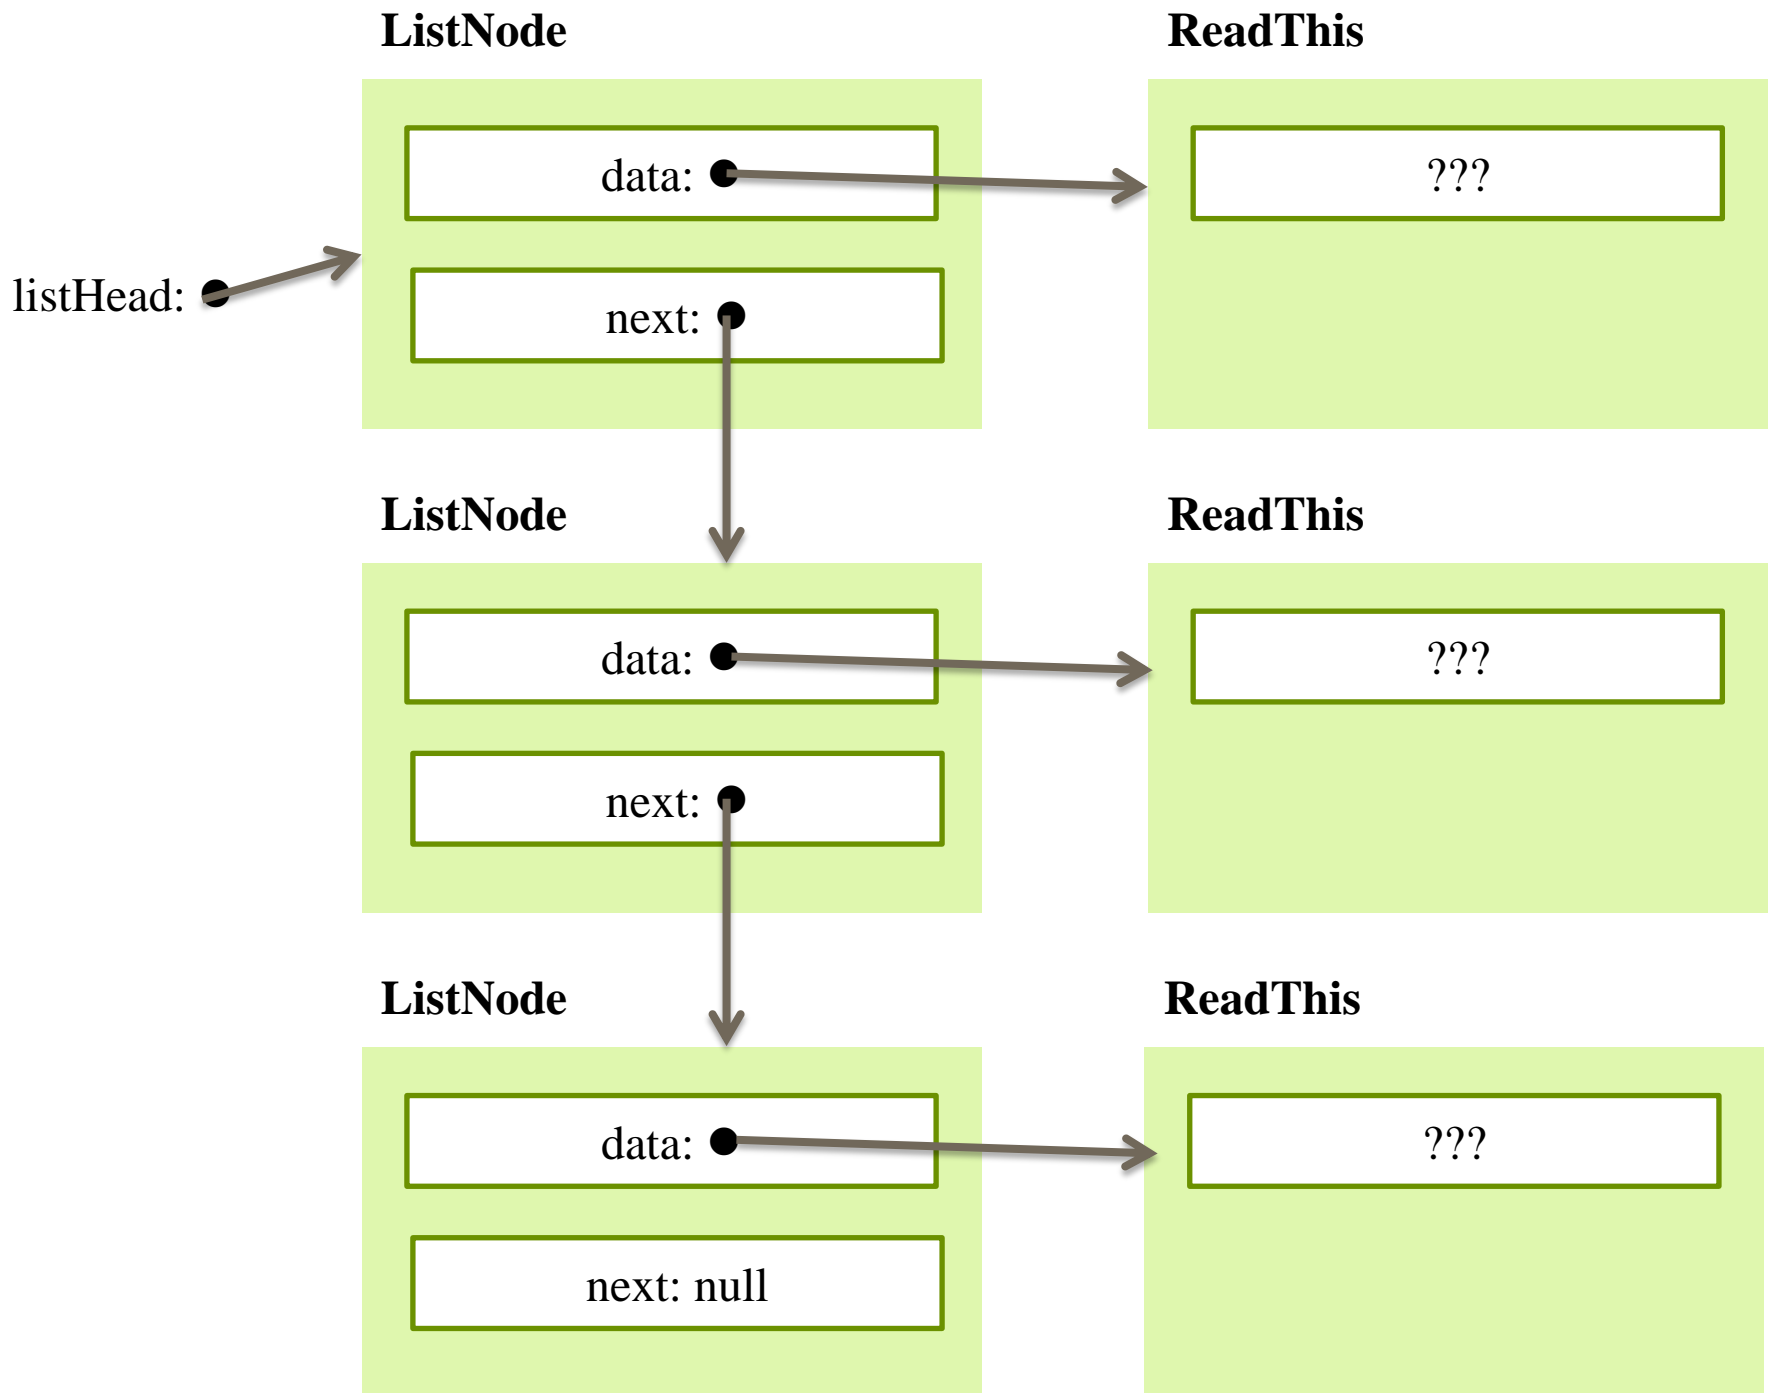 ListNode ReadThis
data: ???
listHead:
next:
ListNode ReadThis
data: ???
next:
ListNode ReadThis
data: ???
next: null